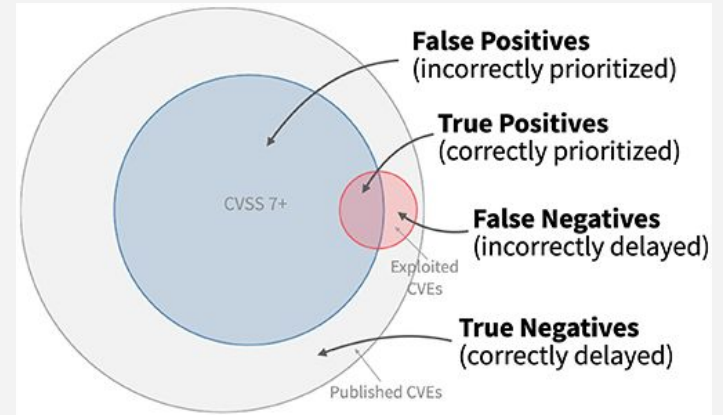 False Positives
(incorrectly prioritized)
True Positives
(correctly prioritized)
CVSS 7+
False Negatives
(incorrectly delayed)
Exploited
CVEs
True Negatives
(correctly delayed)
Published CVEs